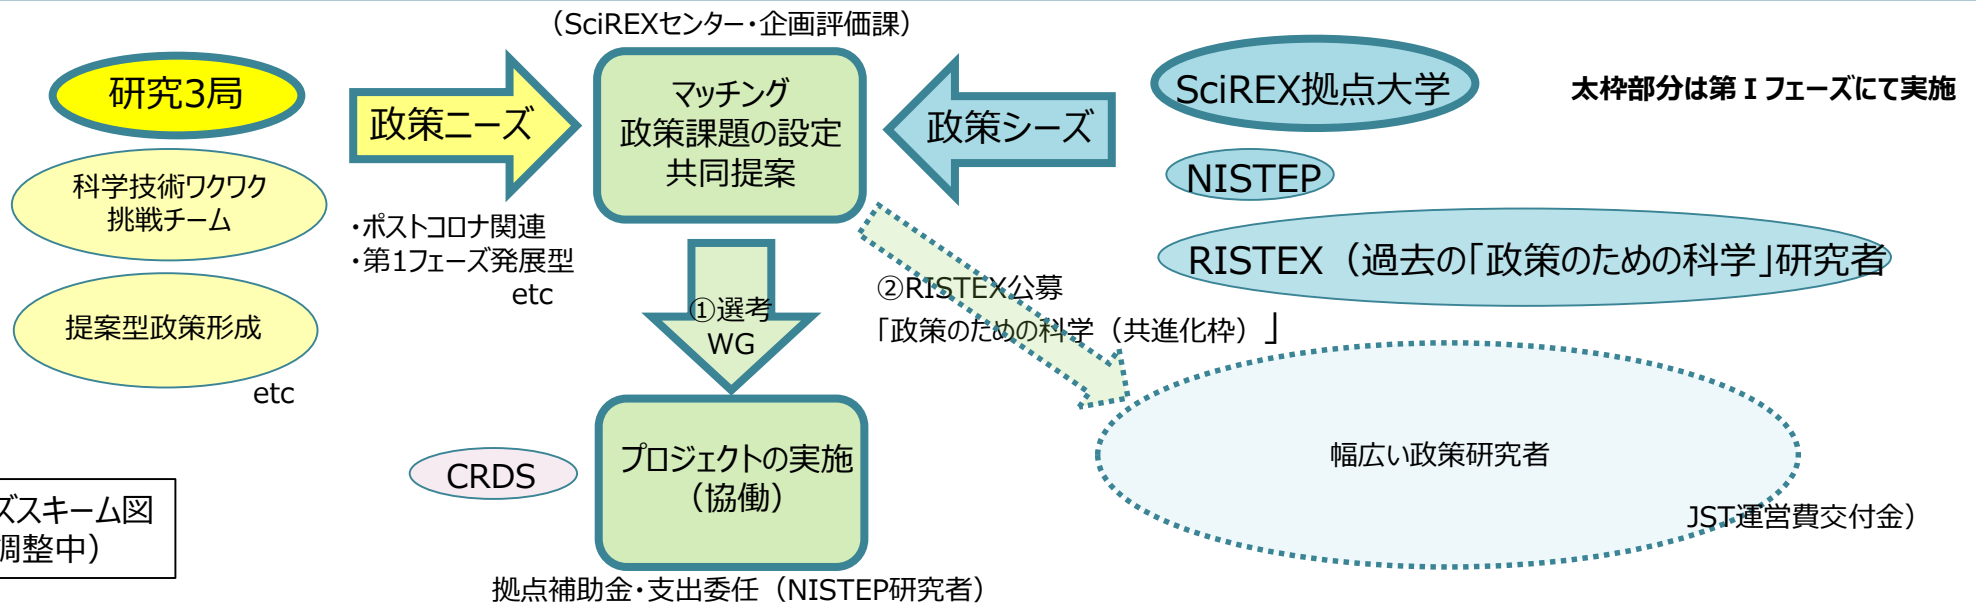 （SciREXセンター・企画評価課）
研究3局
政策ニーズ
マッチング
政策課題の設定
共同提案
政策シーズ
SciREX拠点大学
太枠部分は第Ⅰフェーズにて実施
科学技術ワクワク
挑戦チーム
NISTEP
・ポストコロナ関連
・第1フェーズ発展型
etc
RISTEX（過去の「政策のための科学」研究者
提案型政策形成
etc
①選考
WG
②RISTEX公募
「政策のための科学（共進化枠）」
CRDS
プロジェクトの実施
（協働）
幅広い政策研究者
JST運営費交付金）
ズスキーム図
調整中）
拠点補助金・支出委任（NISTEP研究者）